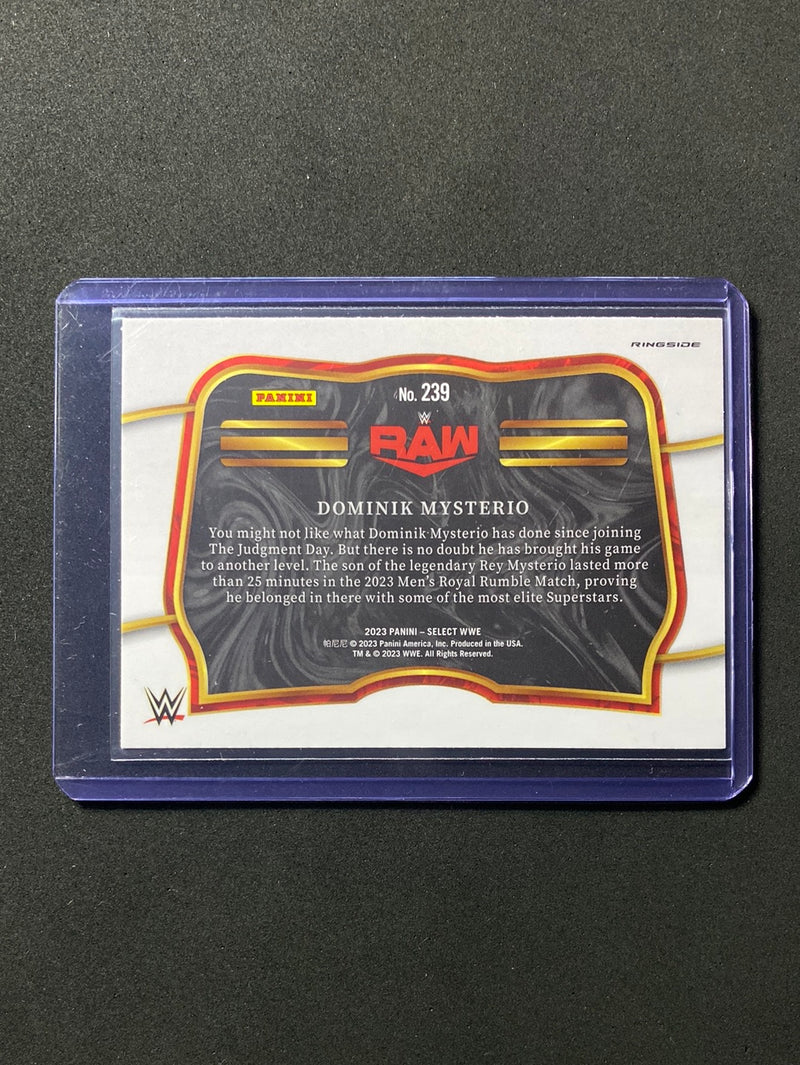 RINGSIDE
PANINI
No. 239
W
RAW
DOMINIK MYSTERIO
You might not like what Dominik Mysterio has done since joining
The Judgment Day. But there is no doubt he has brought his game
to another level. The son of the legendary Rey Mysterio lasted more
than 25 minutes in the 2023 Men's Royal Rumble Match, proving
he belonged in there with some of the most elite Superstars.
2023 PANINI – SELECT WWE
帕尼尼 © 2023 Panini America, Inc. Produced in the USA.
TM & © 2023 WWE. All Rights Reserved.
W